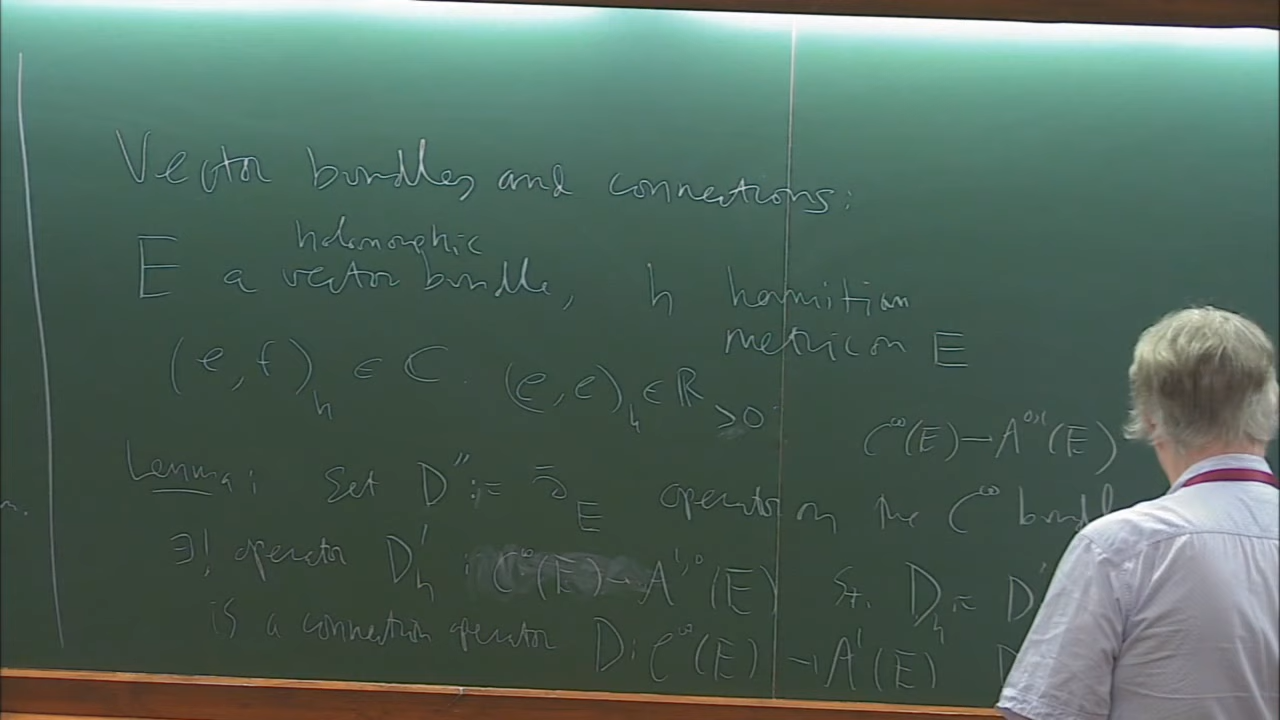 Vector bundles and connections:
holomorphic
E a vector bundle, h hermitian
metric on E
(e, f)_h ∈ ℂ. (e, e)_h ∈ ℝ_{>0}.
C^∞(E) → A^{0,1}(E)
Lemma: Set D'' := ∂̄_E operator on the C^∞
∃! operator D'_h : C^∞(E) → A^{1,0}(E) st. D_h = D'
is a connection operator D: C^∞(E) → A^1(E)